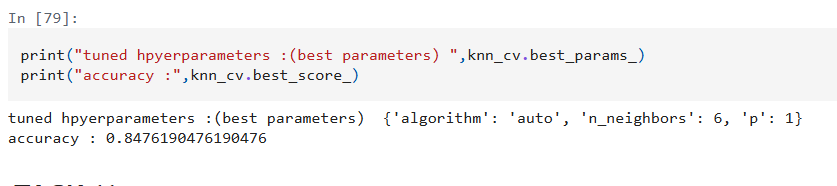 In [79]:
print("tuned hpyerparameters :(best parameters) ",knn_cv.best_params_)
print("accuracy :",knn_cv.best_score_)
tuned hpyerparameters :(best parameters)  {'algorithm': 'auto', 'n_neighbors': 6, 'p': 1}
accuracy : 0.8476190476190476